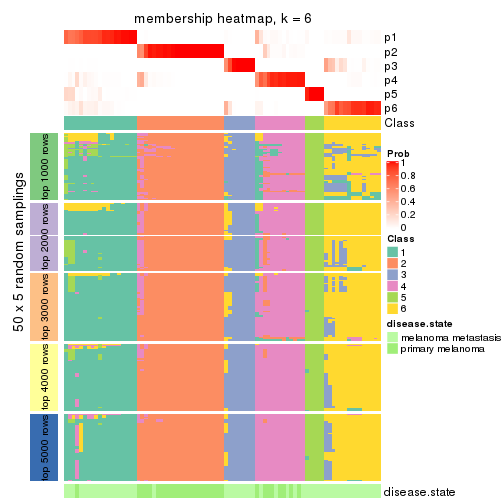 membership heatmap, k = 6
p1
p2
p3
p4
p5
p6
Class
50 x 5 random samplings
top 1000 rows
top 2000 rows
top 3000 rows
top 4000 rows
top 5000 rows
Prob
1
0.8
0.6
0.4
0.2
0
Class
1
2
3
4
5
6
disease.state
melanoma metastasis
primary melanoma
disease.state